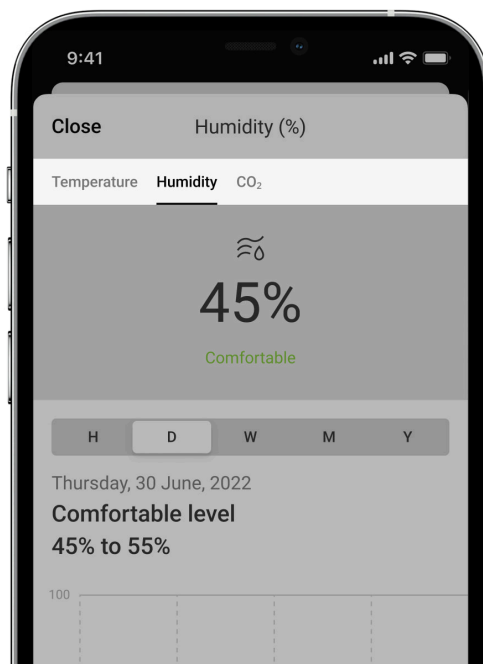 9:41
Close Humidity (%)
Temperature Humidity CO₂
45%
Comfortable
H D W M Y
Thursday, 30 June, 2022
Comfortable level
45% to 55%
100